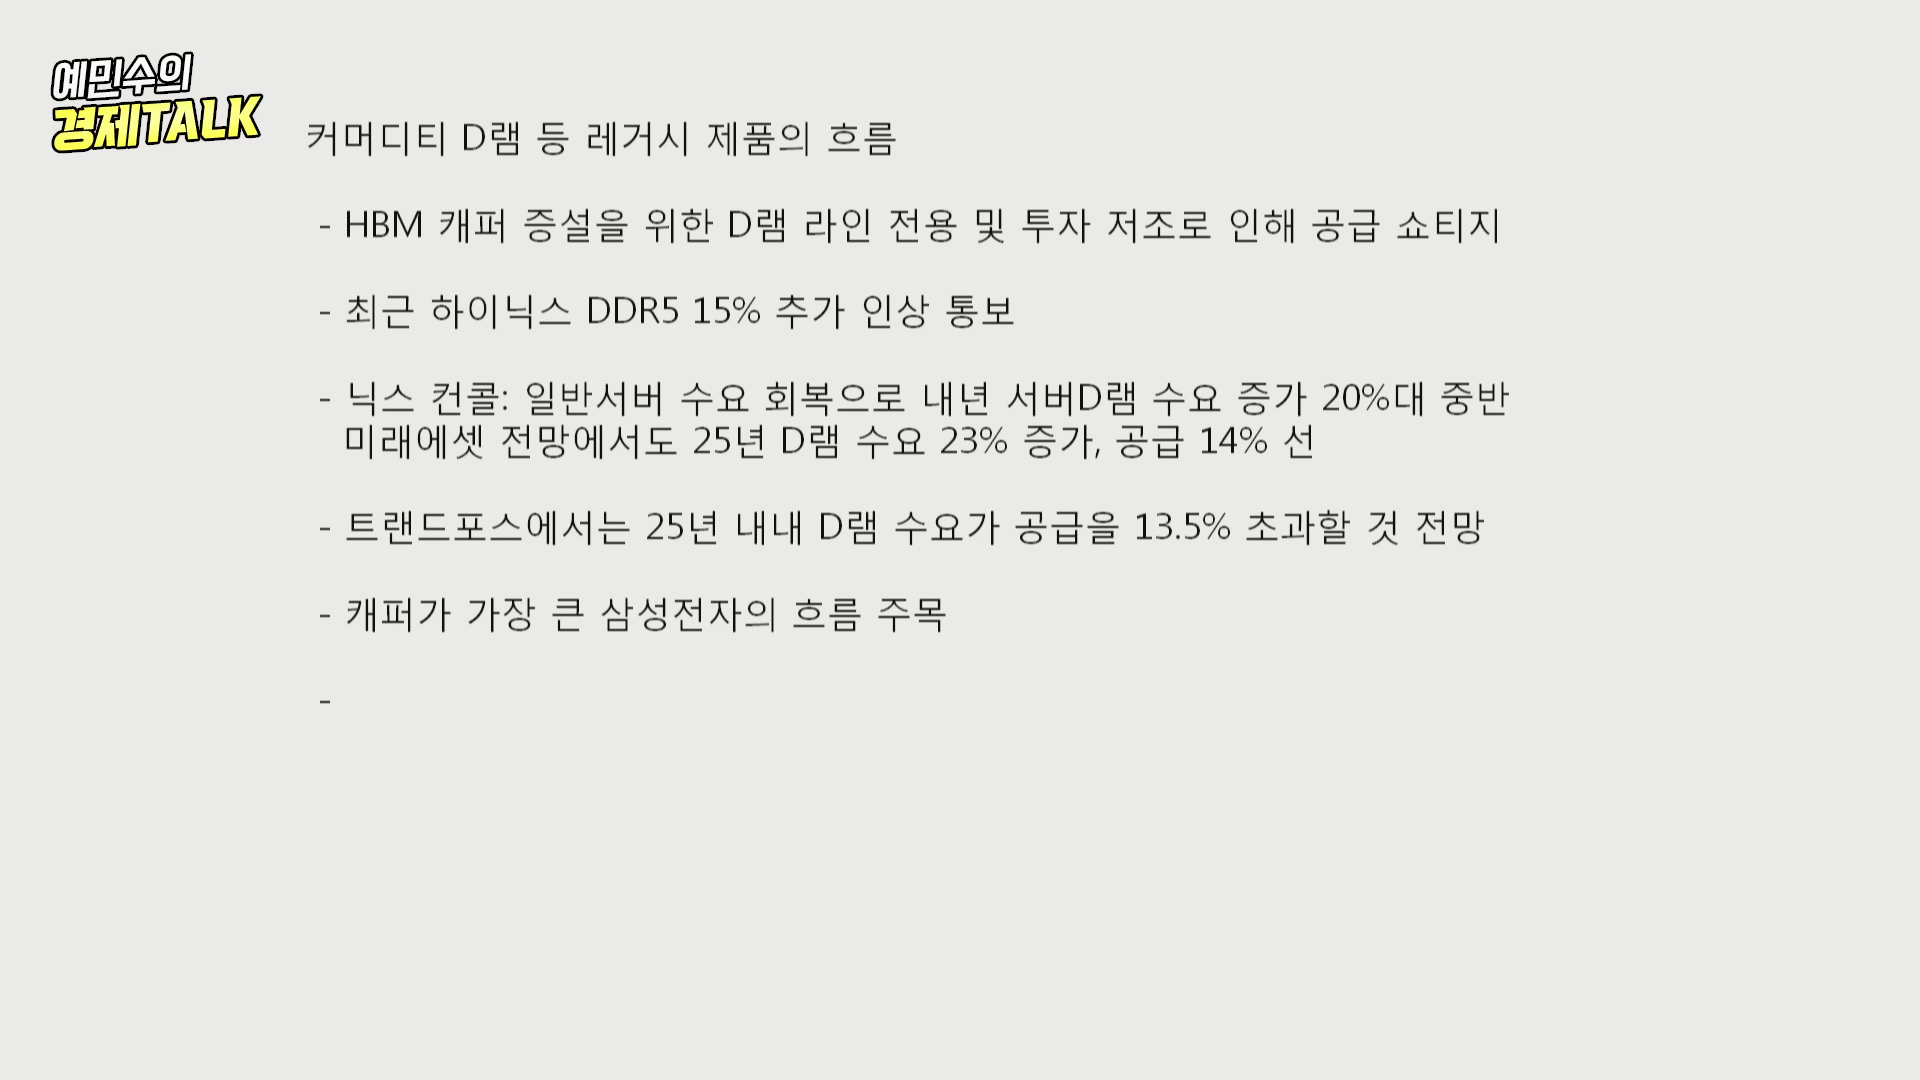 예민수의
경제TALK
커머디티 D램 등 레거시 제품의 흐름
- HBM 캐퍼 증설을 위한 D램 라인 전용 및 투자 저조로 인해 공급 쇼티지
- 최근 하이닉스 DDR5 15% 추가 인상 통보
- 닉스 컨콜: 일반서버 수요 회복으로 내년 서버D램 수요 증가 20%대 중반
미래에셋 전망에서도 25년 D램 수요 23% 증가, 공급 14% 선
- 트랜드포스에서는 25년 내내 D램 수요가 공급을 13.5% 초과할 것 전망
- 캐퍼가 가장 큰 삼성전자의 흐름 주목
-